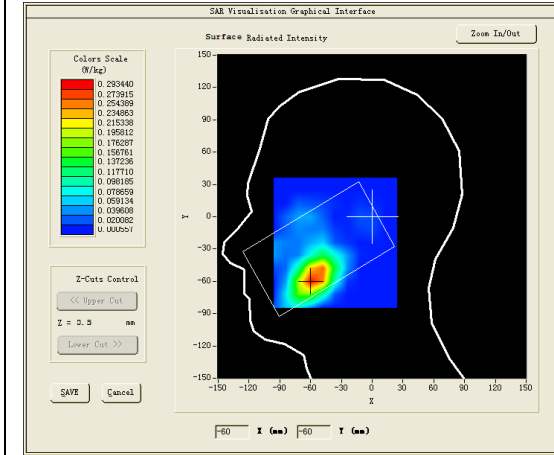 SAR Visualisation Graphical Interface
Surface Radiated Intensity
Zoom In/Out
Colors Scale
(W/kg)
0.293440
0.273915
0.254389
0.234863
0.215338
0.195812
0.176287
0.156761
0.137236
0.117710
0.098185
0.078659
0.059134
0.039608
0.020082
0.000557
150
120
90
60
30
Y
0
-30
-60
-90
-120
-150
-150 -120 -90 -60 -30 0 30 60 90 120 150
X
Z-Cuts Control
<< Upper Cut
Z = 0.5 mm
Lower Cut >>
SAVE Cancel
-60 X (mm) -60 Y (mm)